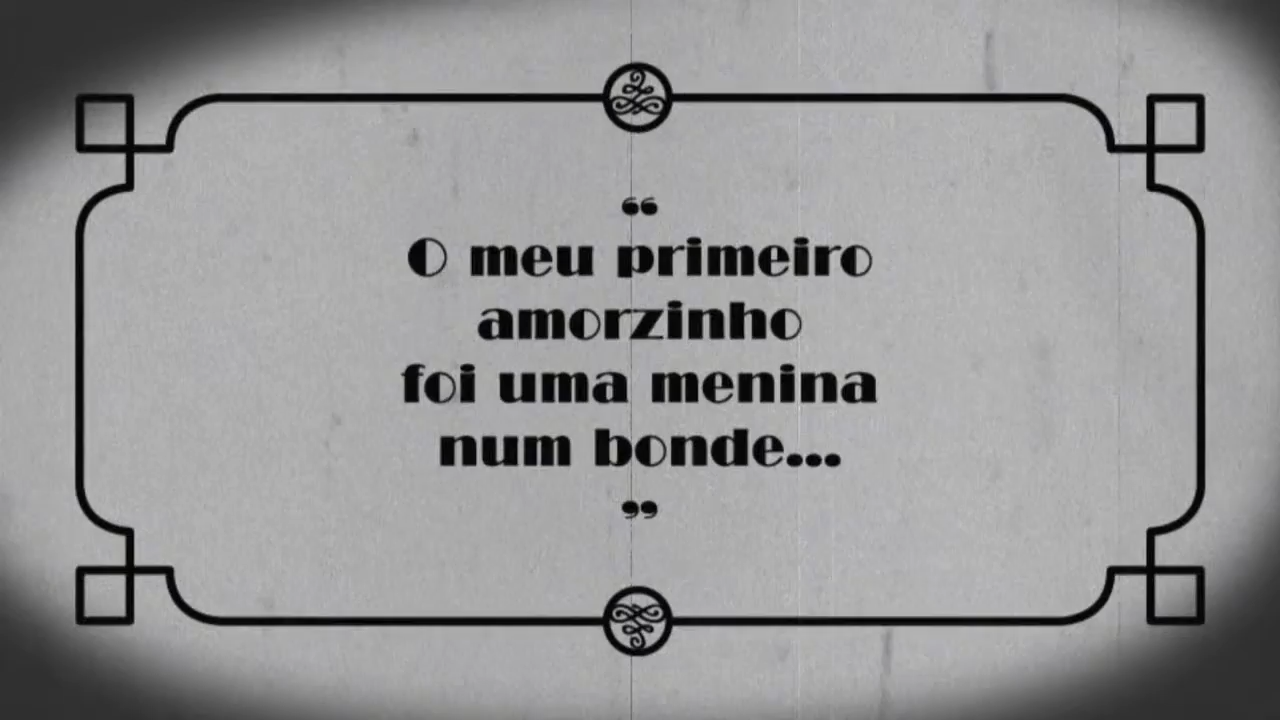 “
O meu primeiro
amorzinho
foi uma menina
num bonde...
”